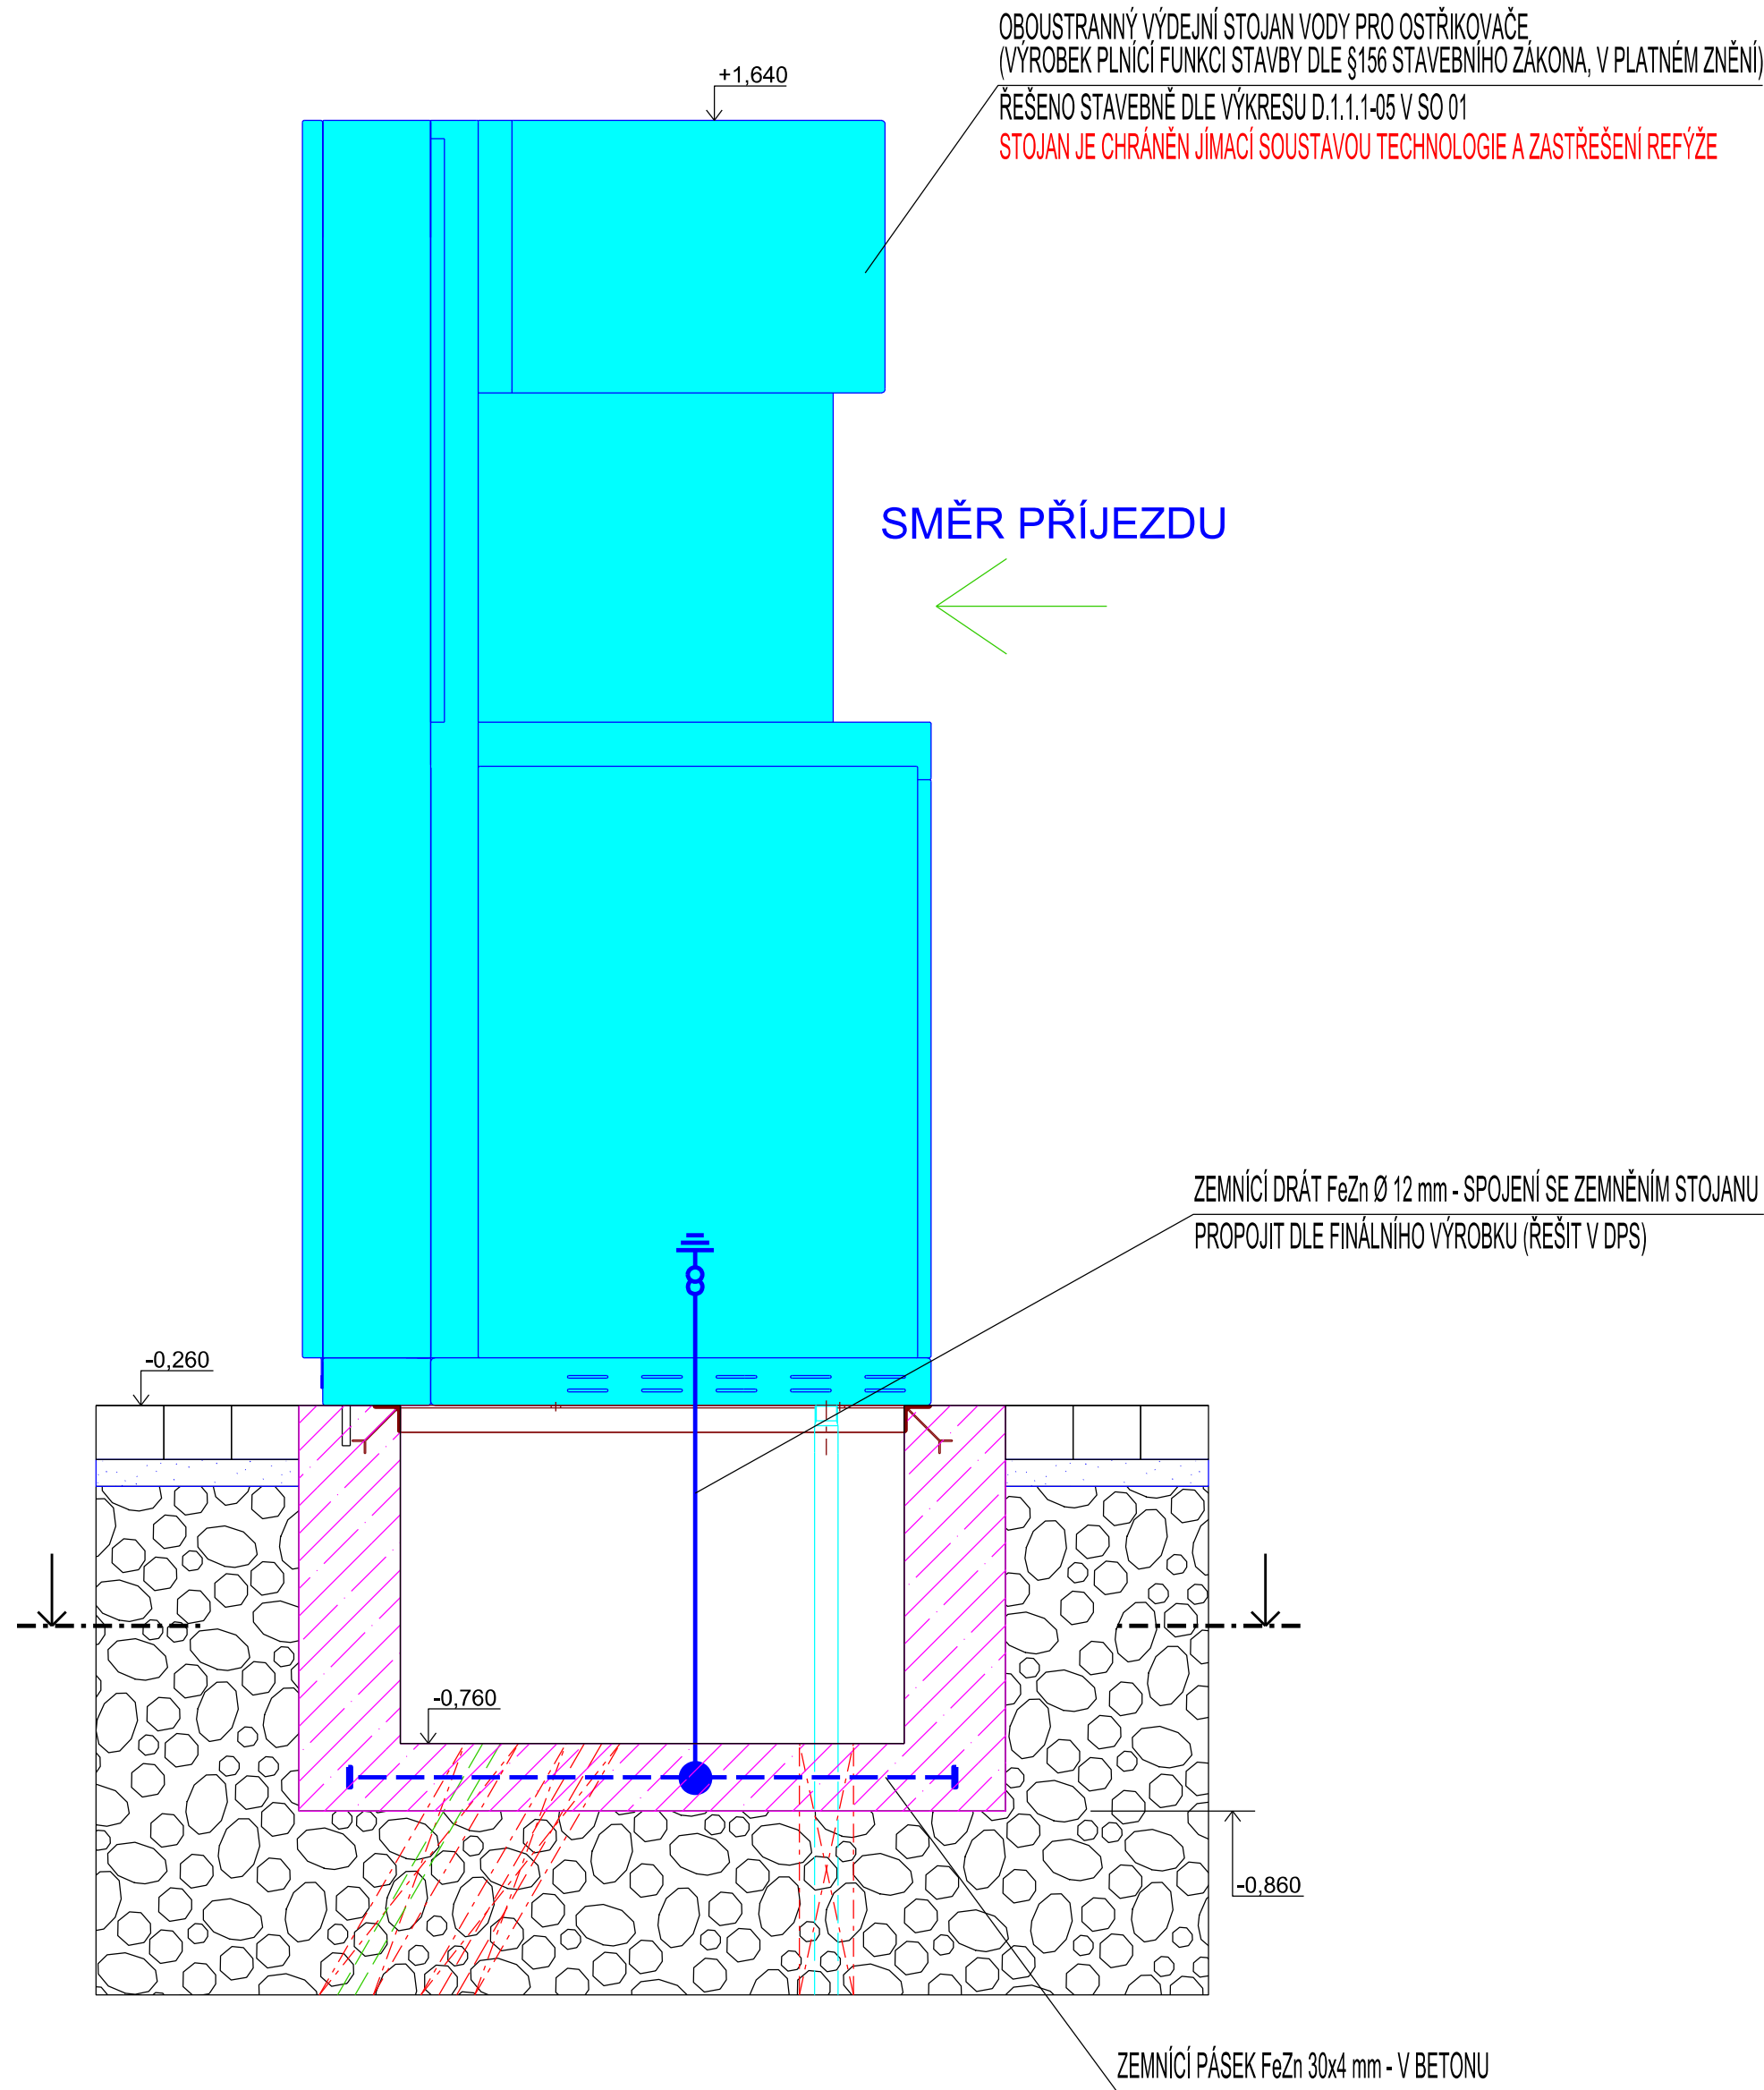 OBOUSTRANNÝ VÝDEJNÍ STOJAN VODY PRO OSTŘIKOVAČE
(VÝROBEK PLNÍCÍ FUNKCI STAVBY DLE §156 STAVEBNÍHO ZÁKONA, V PLATNÉM ZNĚNÍ)
ŘEŠENO STAVEBNĚ DLE VÝKRESU D.1.1.1-05 V SO 01
STOJAN JE CHRÁNĚN JÍMACÍ SOUSTAVOU TECHNOLOGIE A ZASTŘEŠENÍ REFÝŽE
+1,640
SMĚR PŘÍJEZDU
ZEMNÍCÍ DRÁT FeZn Ø 12 mm - SPOJENÍ SE ZEMNĚNÍM STOJANU
PROPOJIT DLE FINÁLNÍHO VÝROBKU (ŘEŠIT V DPS)
-0,260
-0,760
-0,860
ZEMNÍCÍ PÁSEK FeZn 30x4 mm - V BETONU